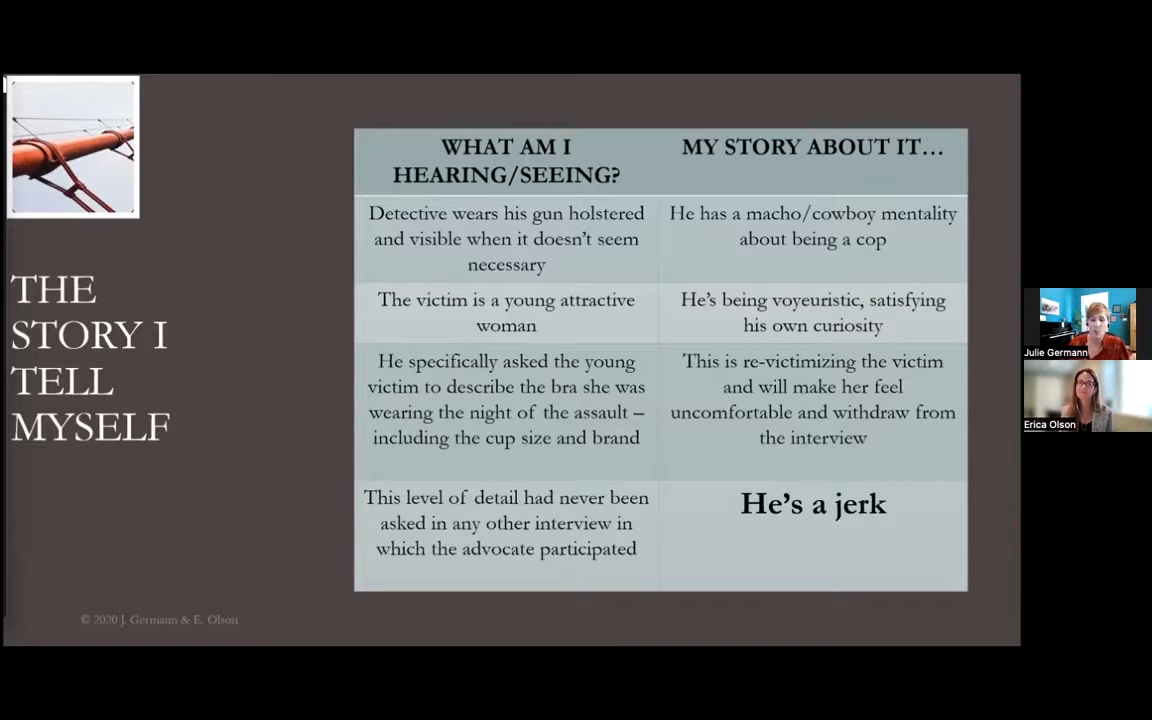 THE
STORY I
TELL
MYSELF
WHAT AM I
HEARING/SEEING?
MY STORY ABOUT IT…
Detective wears his gun holstered
and visible when it doesn't seem
necessary
He has a macho/cowboy mentality
about being a cop
The victim is a young attractive
woman
He's being voyeuristic, satisfying
his own curiosity
He specifically asked the young
victim to describe the bra she was
wearing the night of the assault –
including the cup size and brand
This is re-victimizing the victim
and will make her feel
uncomfortable and withdraw from
the interview
This level of detail had never been
asked in any other interview in
which the advocate participated
He's a jerk
© 2020 J. Germann & E. Olson
Julie Germann
Erica Olson